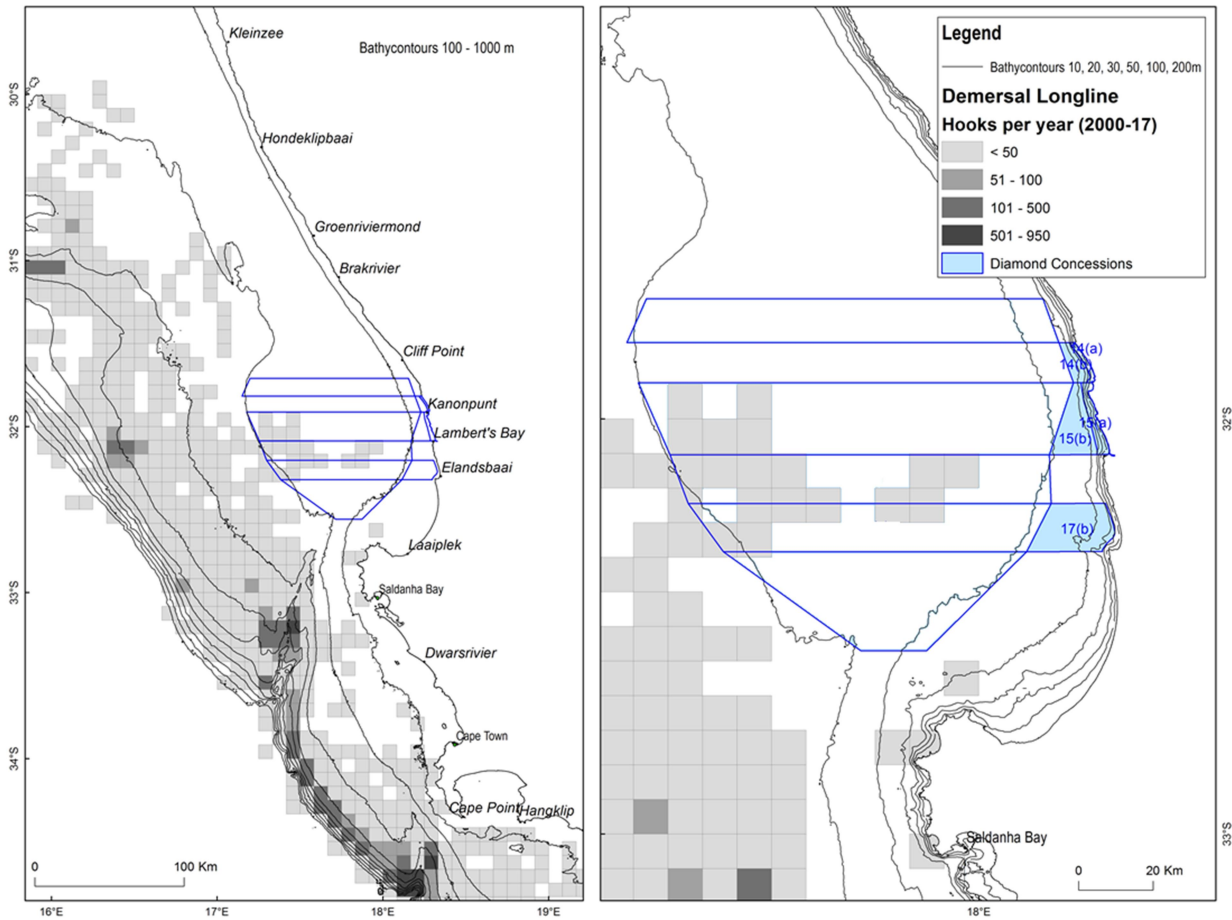 Kleinzee
Bathycontours 100 - 1000 m
30°S
Hondeklipbaai
Groenriviermond
31°S
Brakrivier
Cliff Point
Kanonpunt
32°S
Lambert's Bay
Elandsbaai
Laaiplek
33°S
Saldanha Bay
Dwarsrivier
Cape Town
34°S
Cape Point
Hangklip
0 100 Km
16°E 17°E 18°E 19°E
Legend
Bathycontours 10, 20, 30, 50, 100, 200m
Demersal Longline
Hooks per year (2000-17)
< 50
51 - 100
101 - 500
501 - 950
Diamond Concessions
14(a)
14(b)
15(a)
15(b)
32°S
17(b)
33°S
Saldanha Bay
0 20 Km
18°E